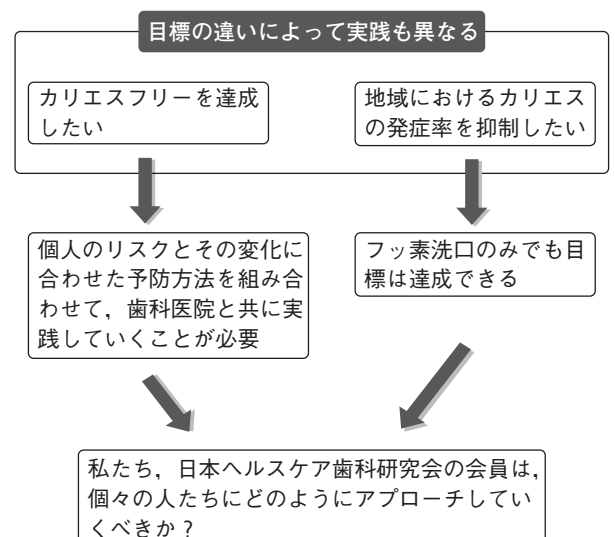 目標の違いによって実践も異なる
カリエスフリーを達成
したい
地域におけるカリエス
の発症率を抑制したい
個人のリスクとその変化に
合わせた予防方法を組み合
わせて，歯科医院と共に実
践していくことが必要
フッ素洗口のみでも目
標は達成できる
私たち，日本ヘルスケア歯科研究会の会員は，
個々の人たちにどのようにアプローチしてい
くべきか？